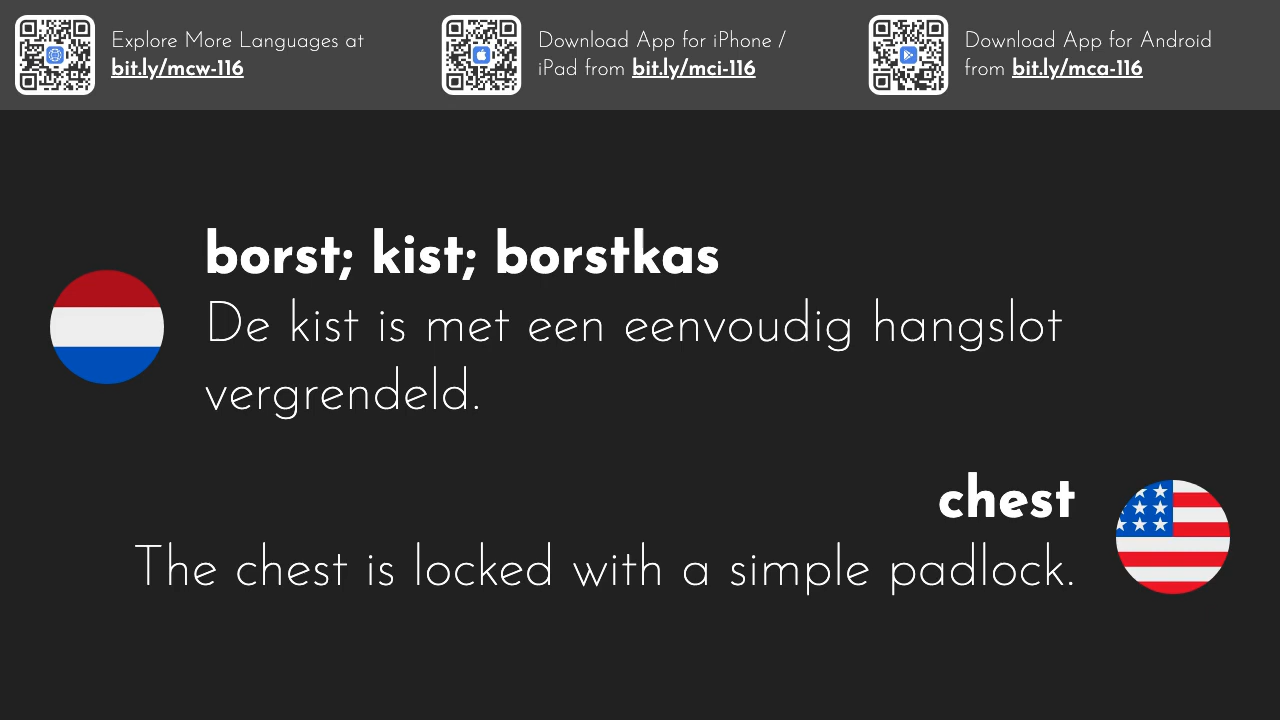 Explore More Languages at
bit.ly/mcw-116
Download App for iPhone /
iPad from bit.ly/mci-116
Download App for Android
from bit.ly/mca-116
borst; kist; borstkas
De kist is met een eenvoudig hangslot
vergrendeld.
chest
The chest is locked with a simple padlock.